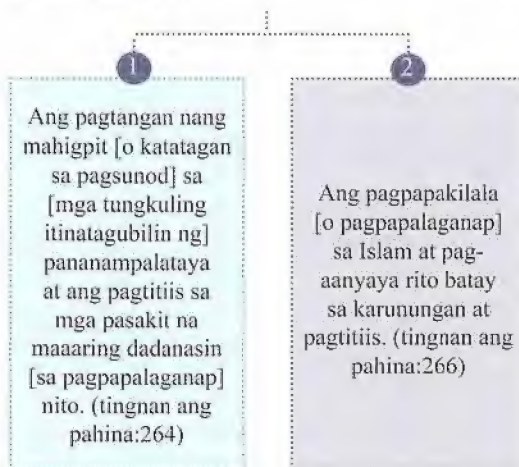 1
Ang pagtangan nang
mahigpit [o katatagan
sa pagsunod] sa
[mga tungkuling
itinatagubilin ng]
pananampalataya
at ang pagtitiis sa
mga pasakit na
maaaring dadanasin
[sa pagpapalaganap]
nito. (tingnan ang
pahina:264)
2
Ang pagpapakilala
[o pagpapalaganap]
sa Islam at pag-
aanyaya rito batay
sa karunungan at
pagtitiis. (tingnan ang
pahina:266)